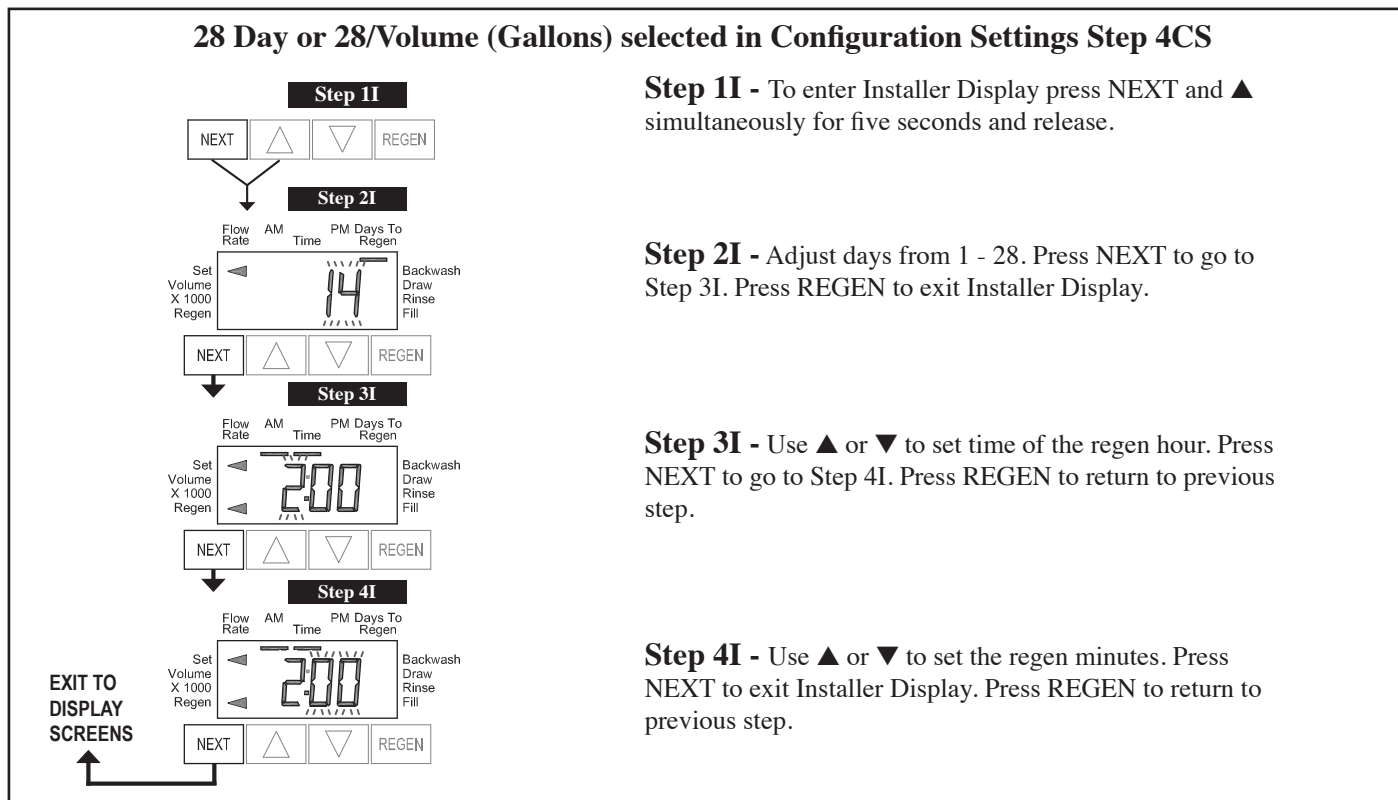 28 Day or 28/Volume (Gallons) selected in Configuration Settings Step 4CS
Step 1I
NEXT △ ▽ REGEN
Step 1I - To enter Installer Display press NEXT and ▲
simultaneously for five seconds and release.
Step 2I
Flow Rate AM Time PM Days To Regen
Set
Volume
X 1000
Regen
14
Backwash
Draw
Rinse
Fill
NEXT △ ▽ REGEN
Step 2I - Adjust days from 1 - 28. Press NEXT to go to
Step 3I. Press REGEN to exit Installer Display.
Step 3I
Flow Rate AM Time PM Days To Regen
Set
Volume
X 1000
Regen
2:00
Backwash
Draw
Rinse
Fill
NEXT △ ▽ REGEN
Step 3I - Use ▲ or ▼ to set time of the regen hour. Press
NEXT to go to Step 4I. Press REGEN to return to previous
step.
Step 4I
Flow Rate AM Time PM Days To Regen
Set
Volume
X 1000
Regen
2:00
Backwash
Draw
Rinse
Fill
NEXT △ ▽ REGEN
EXIT TO
DISPLAY
SCREENS
Step 4I - Use ▲ or ▼ to set the regen minutes. Press
NEXT to exit Installer Display. Press REGEN to return to
previous step.